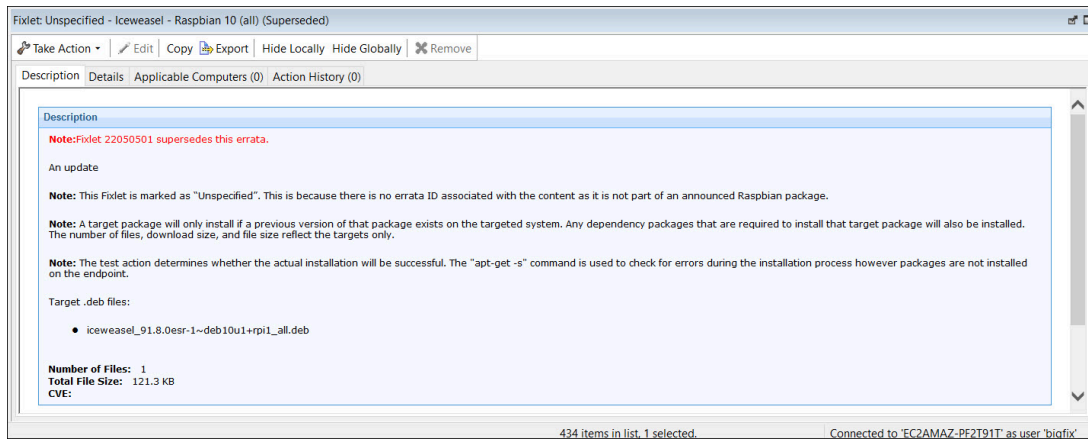 Fixlet: Unspecified - Iceweasel - Raspbian 10 (all) (Superseded)
Take Action Edit Copy Export Hide Locally Hide Globally Remove
Description Details Applicable Computers (0) Action History (0)
Description
Note:Fixlet 22050501 supersedes this errata.
An update
Note: This Fixlet is marked as "Unspecified". This is because there is no errata ID associated with the content as it is not part of an announced Raspbian package.
Note: A target package will only install if a previous version of that package exists on the targeted system. Any dependency packages that are required to install that target package will also be installed.
The number of files, download size, and file size reflect the targets only.
Note: The test action determines whether the actual installation will be successful. The "apt-get -s" command is used to check for errors during the installation process however packages are not installed
on the endpoint.
Target .deb files:
● iceweasel_91.8.0esr-1~deb10u1+rpi1_all.deb
Number of Files: 1
Total File Size: 121.3 KB
CVE:
434 items in list, 1 selected. Connected to 'EC2AMAZ-PF2T91T' as user 'bigfix'